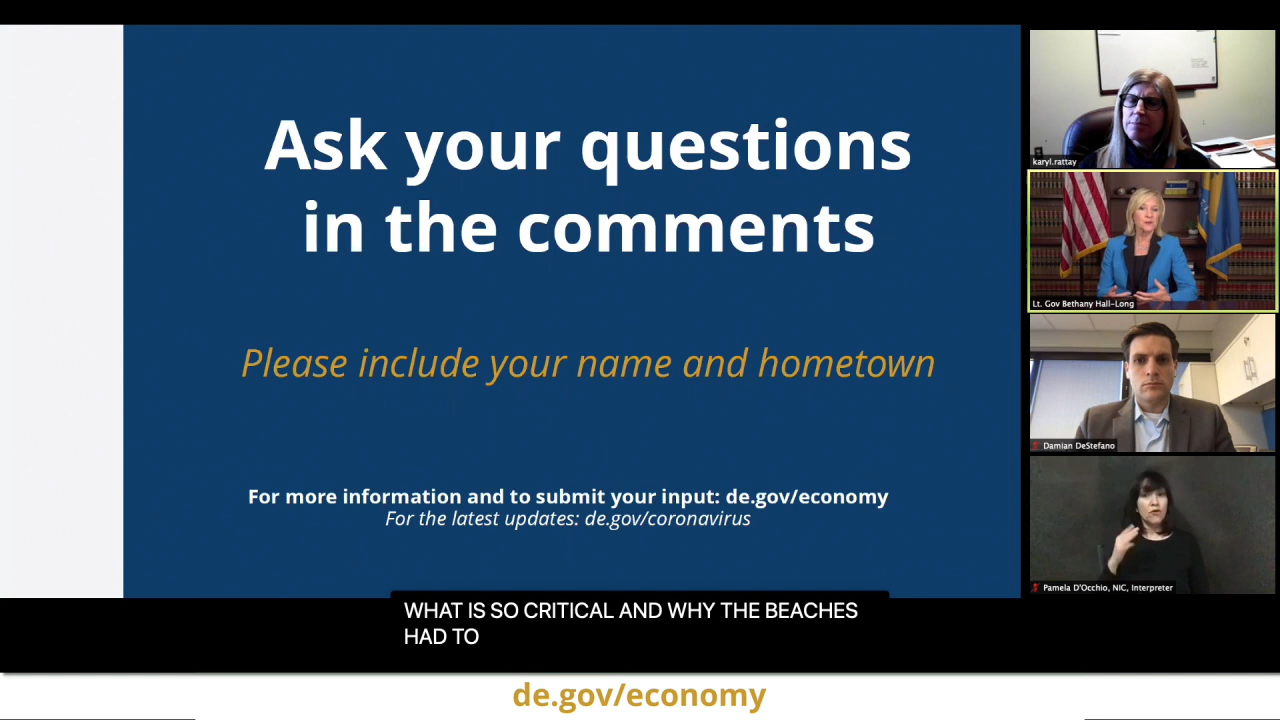 Ask your questions
in the comments
Please include your name and hometown
For more information and to submit your input: de.gov/economy
For the latest updates: de.gov/coronavirus
karyl.rattay
Lt. Gov Bethany Hall-Long
Damian DeStefano
Pamela D'Occhio, NIC, Interpreter
WHAT IS SO CRITICAL AND WHY THE BEACHES
HAD TO
de.gov/economy